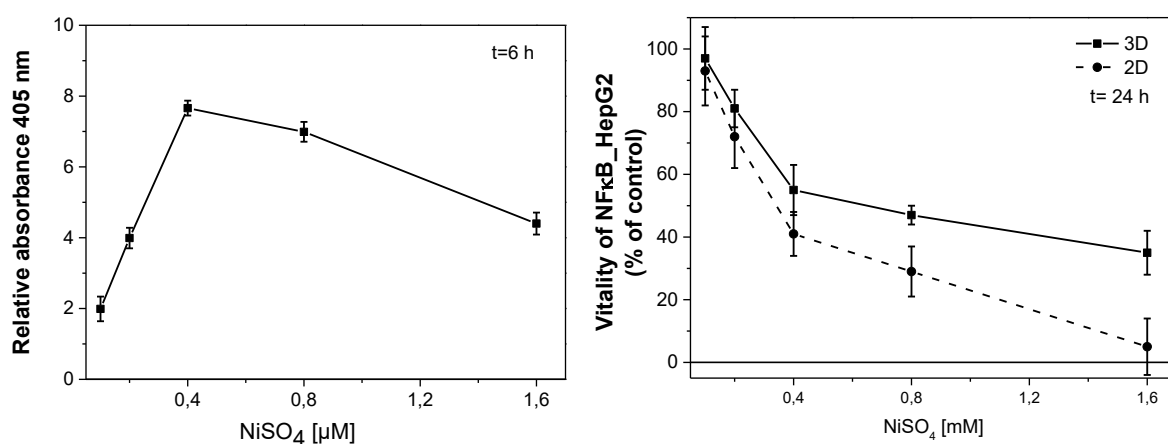 Relative absorbance 405 nm
10
8
6
4
2
0
t=6 h
0,4
0,8
1,2
1,6
NiSO4 [µM]
Vitality of NFκB_HepG2
(% of control)
100
80
60
40
20
0
3D
2D
t= 24 h
0,4
0,8
1,2
1,6
NiSO4 [mM]